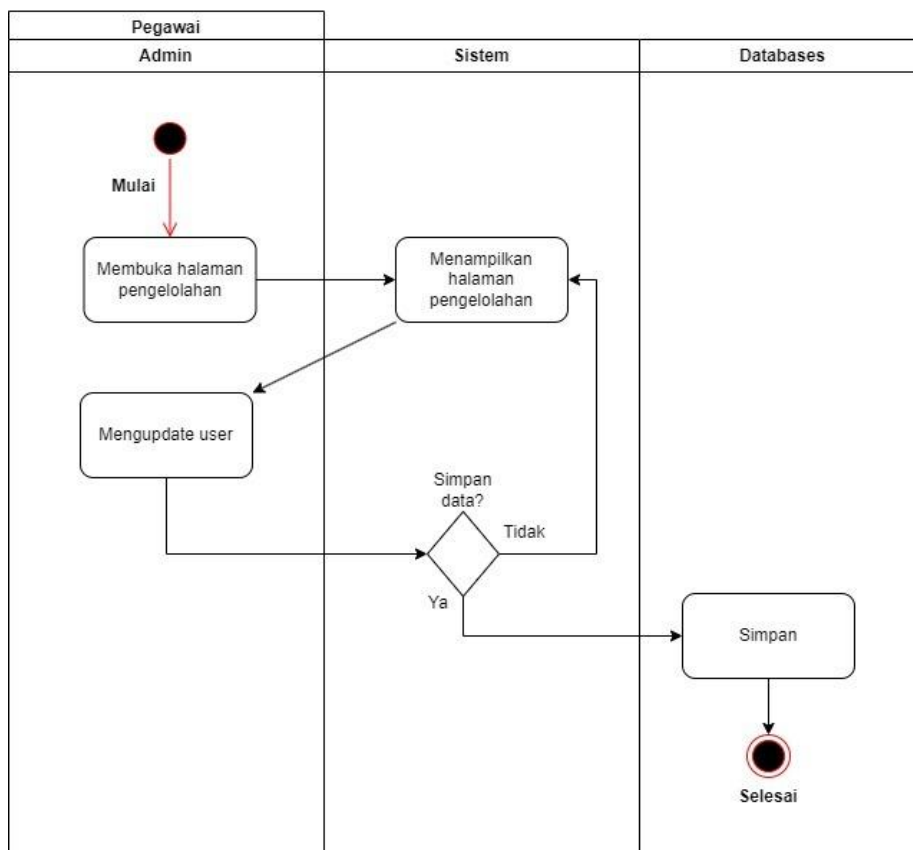 Pegawai
Admin
Sistem
Databases
Mulai
Membuka halaman
pengelolahan
Menampilkan
halaman
pengelolahan
Mengupdate user
Simpan
data?
Tidak
Ya
Simpan
Selesai